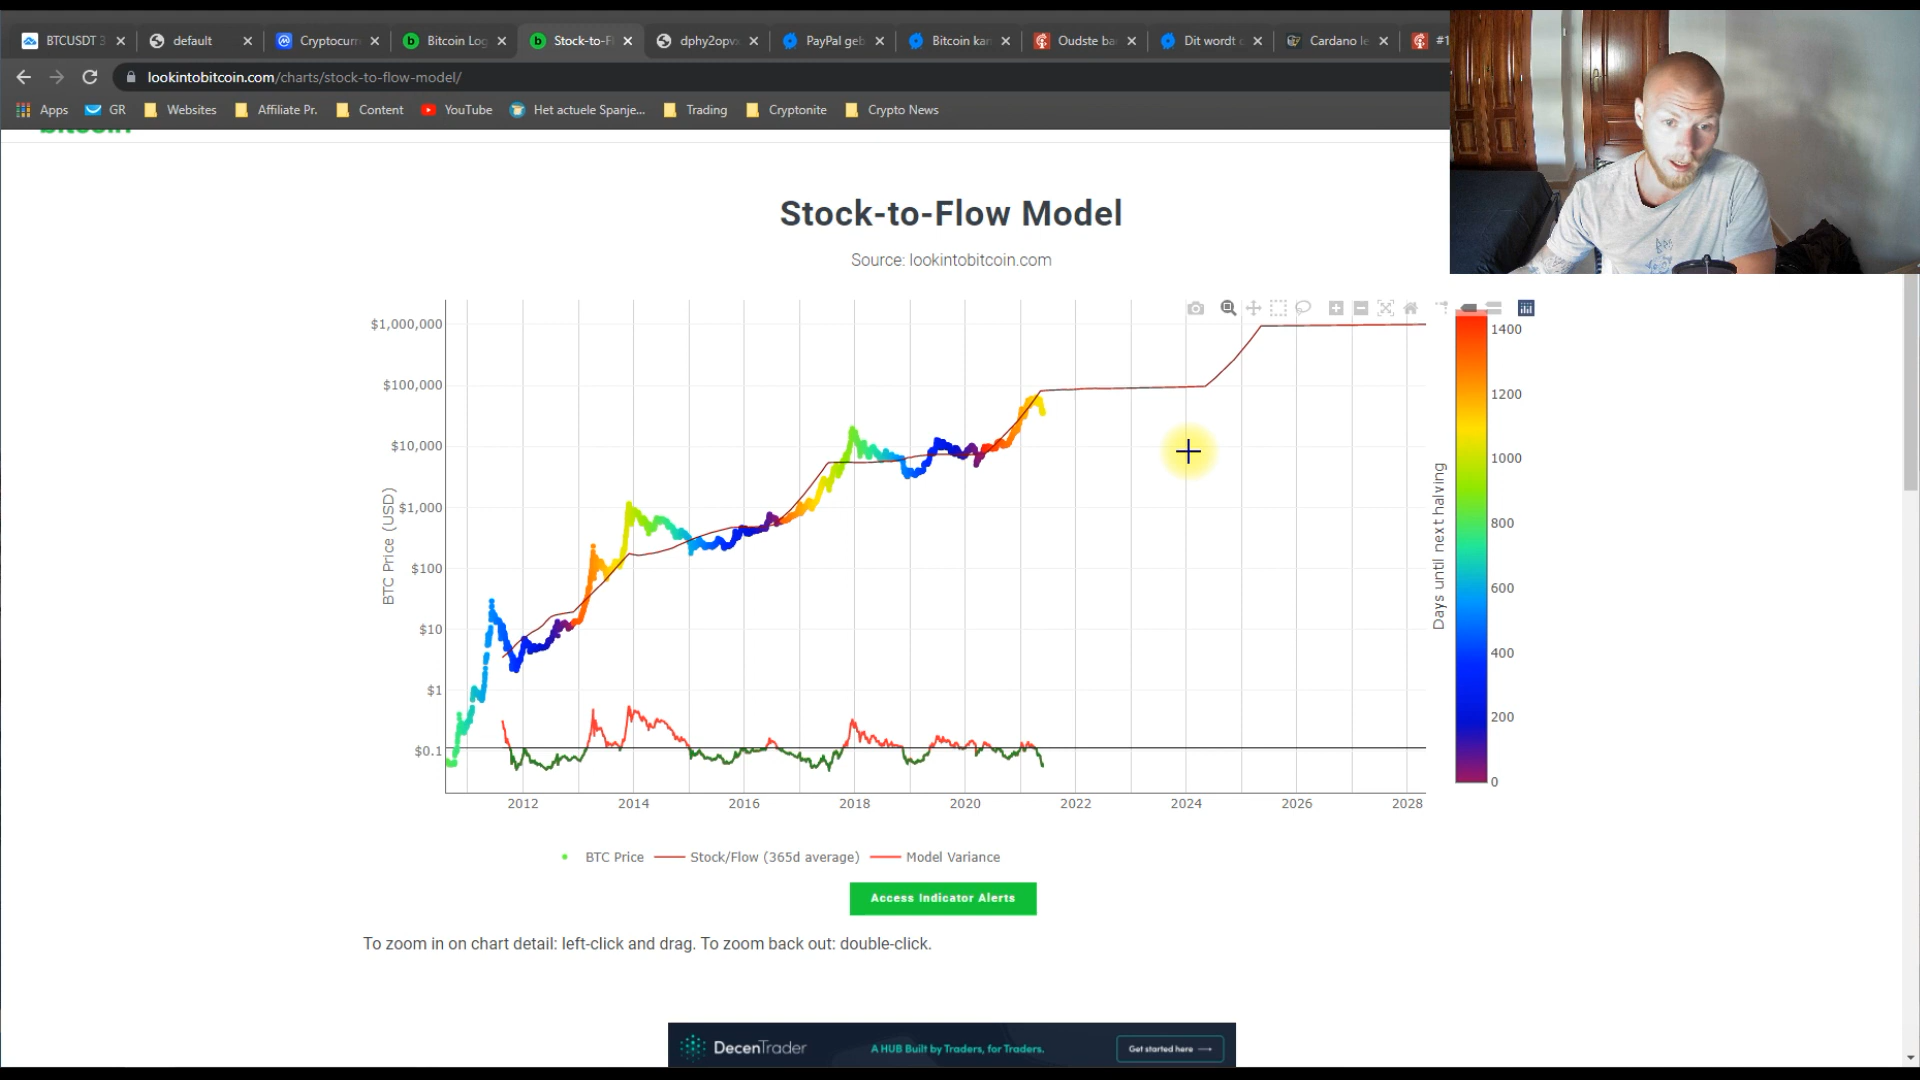 BTCUSDT 3
default
Cryptocurr
Bitcoin Log
Stock-to-Fl
dphy2opv
PayPal geb
Bitcoin kan
Oudste ba
Dit wordt
Cardano le
#1
lookintobitcoin.com/charts/stock-to-flow-model/
Apps
GR
Websites
Affiliate Pr.
Content
YouTube
Het actuele Spanje...
Trading
Cryptonite
Crypto News
bitcoin
Stock-to-Flow Model
Source: lookintobitcoin.com
$1,000,000
$100,000
$10,000
$1,000
$100
$10
$1
$0.1
BTC Price (USD)
2012
2014
2016
2018
2020
2022
2024
2026
2028
1400
1200
1000
800
600
400
200
0
Days until next halving
BTC Price
Stock/Flow (365d average)
Model Variance
Access Indicator Alerts
To zoom in on chart detail: left-click and drag. To zoom back out: double-click.
DecenTrader
A HUB Built by Traders, for Traders.
Get started here